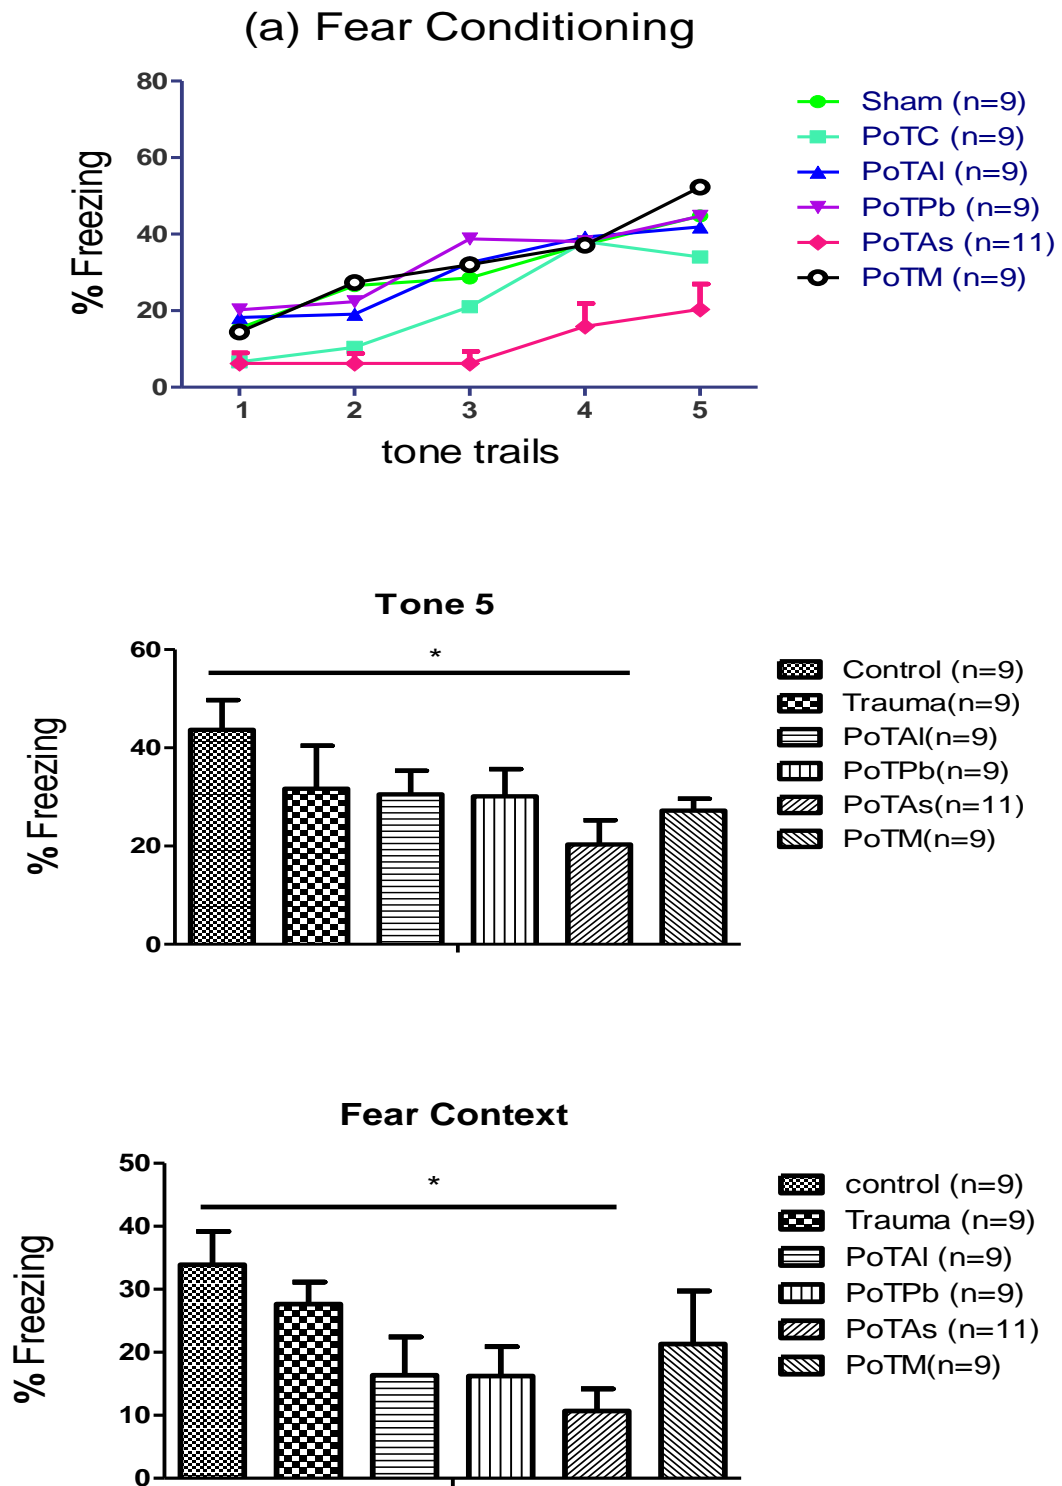 (a) Fear Conditioning
80
60
40
20
0
% Freezing
1 2 3 4 5
tone trails
Sham (n=9)
PoTC (n=9)
PoTAl (n=9)
PoTPb (n=9)
PoTAs (n=11)
PoTM (n=9)
Tone 5
60
40
20
0
% Freezing
*
Control (n=9)
Trauma(n=9)
PoTAl(n=9)
PoTPb(n=9)
PoTAs(n=11)
PoTM(n=9)
Fear Context
50
40
30
20
10
0
% Freezing
*
control (n=9)
Trauma (n=9)
PoTAl (n=9)
PoTPb (n=9)
PoTAs (n=11)
PoTM(n=9)